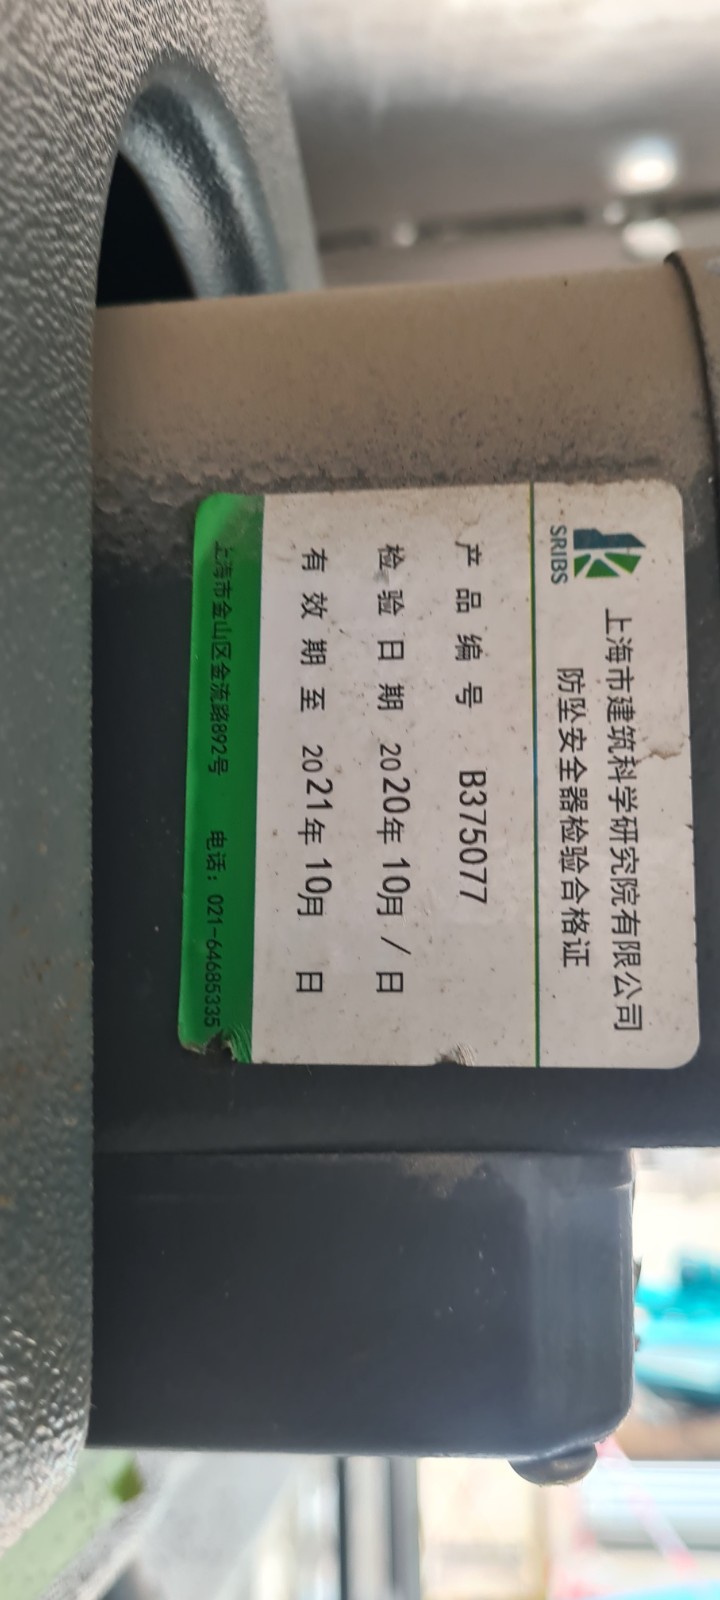 SRIBS
上海市建筑科学研究院有限公司
防坠安全器检验合格证
产品编号 B375077
检验日期 2020年10月/日
有效期至 2021年10月 日
上海市金山区金流路892号 电话：021-64685335